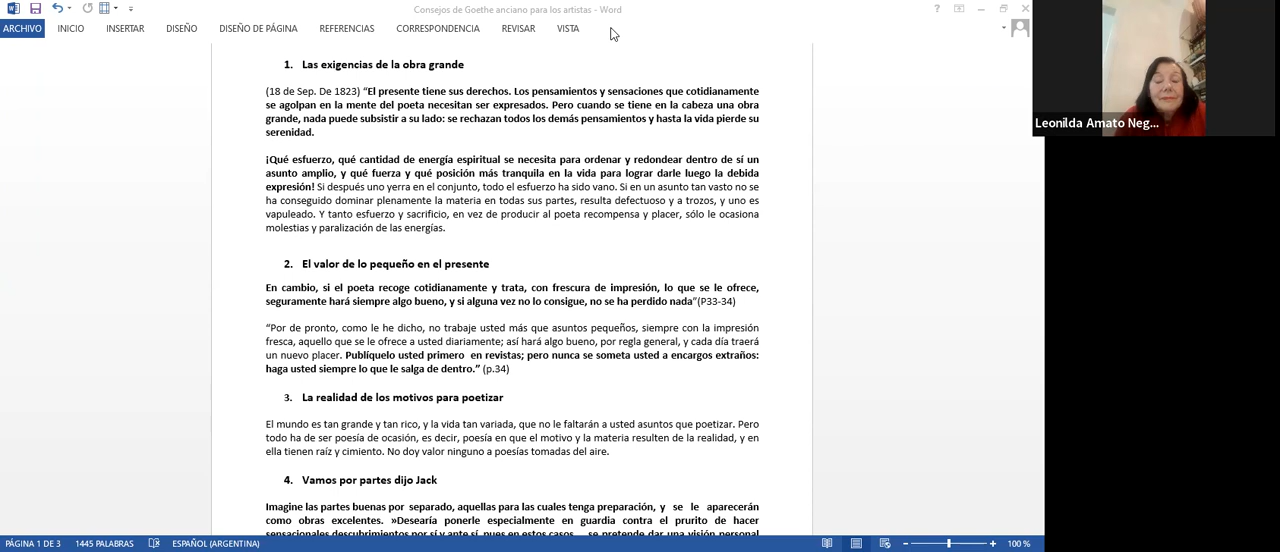 Consejos de Goethe anciano para los artistas - Word
ARCHIVO INICIO INSERTAR DISEÑO DISEÑO DE PÁGINA REFERENCIAS CORRESPONDENCIA REVISAR VISTA
Leonilda Amato Neg...
1. Las exigencias de la obra grande
(18 de Sep. De 1823) “El presente tiene sus derechos. Los pensamientos y sensaciones que cotidianamente
se agolpan en la mente del poeta necesitan ser expresados. Pero cuando se tiene en la cabeza una obra
grande, nada puede subsistir a su lado: se rechazan todos los demás pensamientos y hasta la vida pierde su
serenidad.
¡Qué esfuerzo, qué cantidad de energía espiritual se necesita para ordenar y redondear dentro de sí un
asunto amplio, y qué fuerza y qué posición más tranquila en la vida para lograr darle luego la debida
expresión! Si después uno yerra en el conjunto, todo el esfuerzo ha sido vano. Si en un asunto tan vasto no se
ha conseguido dominar plenamente la materia en todas sus partes, resulta defectuoso y a trozos, y uno es
vapuleado. Y tanto esfuerzo y sacrificio, en vez de producir al poeta recompensa y placer, sólo le ocasiona
molestias y paralización de las energías.
2. El valor de lo pequeño en el presente
En cambio, si el poeta recoge cotidianamente y trata, con frescura de impresión, lo que se le ofrece,
seguramente hará siempre algo bueno, y si alguna vez no lo consigue, no se ha perdido nada”(P33-34)
“Por de pronto, como le he dicho, no trabaje usted más que asuntos pequeños, siempre con la impresión
fresca, aquello que se le ofrece a usted diariamente; así hará algo bueno, por regla general, y cada día traerá
un nuevo placer. Publíquelo usted primero en revistas; pero nunca se someta usted a encargos extraños:
haga usted siempre lo que le salga de dentro.” (p.34)
3. La realidad de los motivos para poetizar
El mundo es tan grande y tan rico, y la vida tan variada, que no le faltarán a usted asuntos que poetizar. Pero
todo ha de ser poesía de ocasión, es decir, poesía en que el motivo y la materia resulten de la realidad, y en
ella tienen raíz y cimiento. No doy valor ninguno a poesías tomadas del aire.
4. Vamos por partes dijo Jack
Imagine las partes buenas por separado, aquellas para las cuales tenga preparación, y se le aparecerán
como obras excelentes. »Desearía ponerle especialmente en guardia contra el prurito de hacer
sensacionales descubrimientos por sí y ante sí, pues en estos casos se pretende dar una visión personal
PÁGINA 1 DE 3 1445 PALABRAS ESPAÑOL (ARGENTINA) 100 %